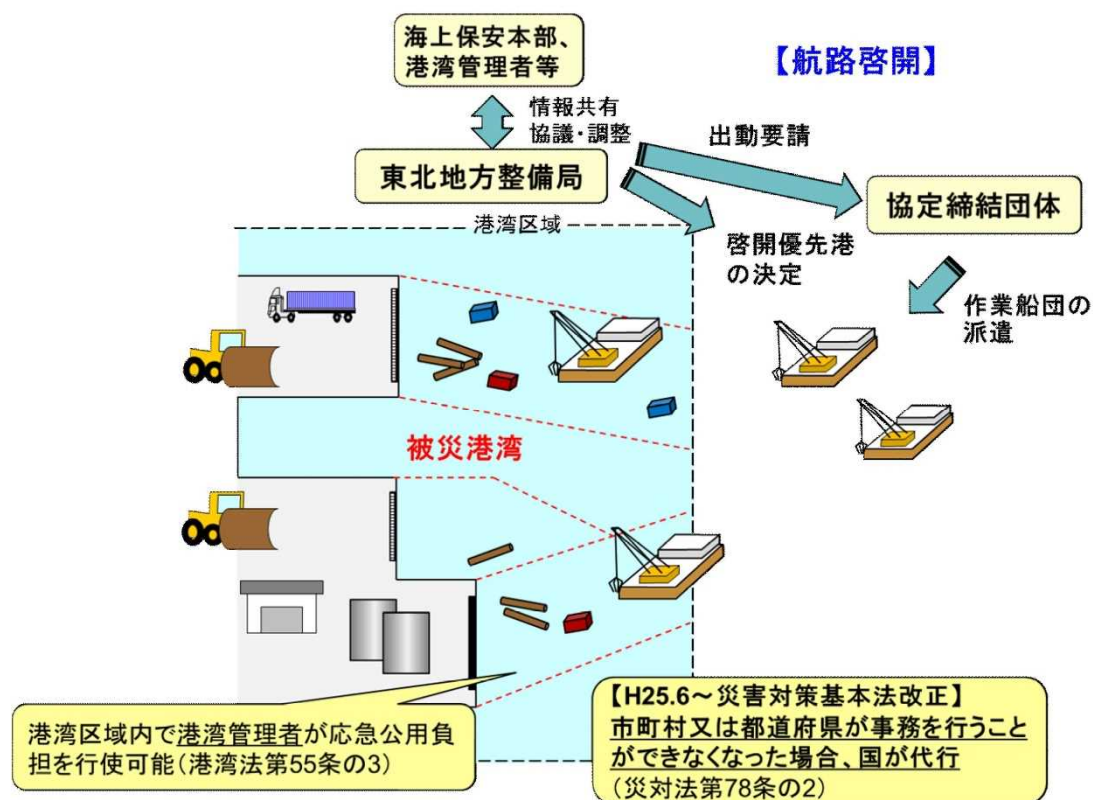 海上保安本部、
港湾管理者等
【航路啓開】
情報共有
協議・調整
出動要請
東北地方整備局
協定締結団体
港湾区域
啓開優先港
の決定
作業船団の
派遣
被災港湾
港湾区域内で港湾管理者が応急公用負
担を行使可能(港湾法第55条の3)
【H25.6~災害対策基本法改正】
市町村又は都道府県が事務を行うこと
ができなくなった場合、国が代行
(災対法第78条の2)